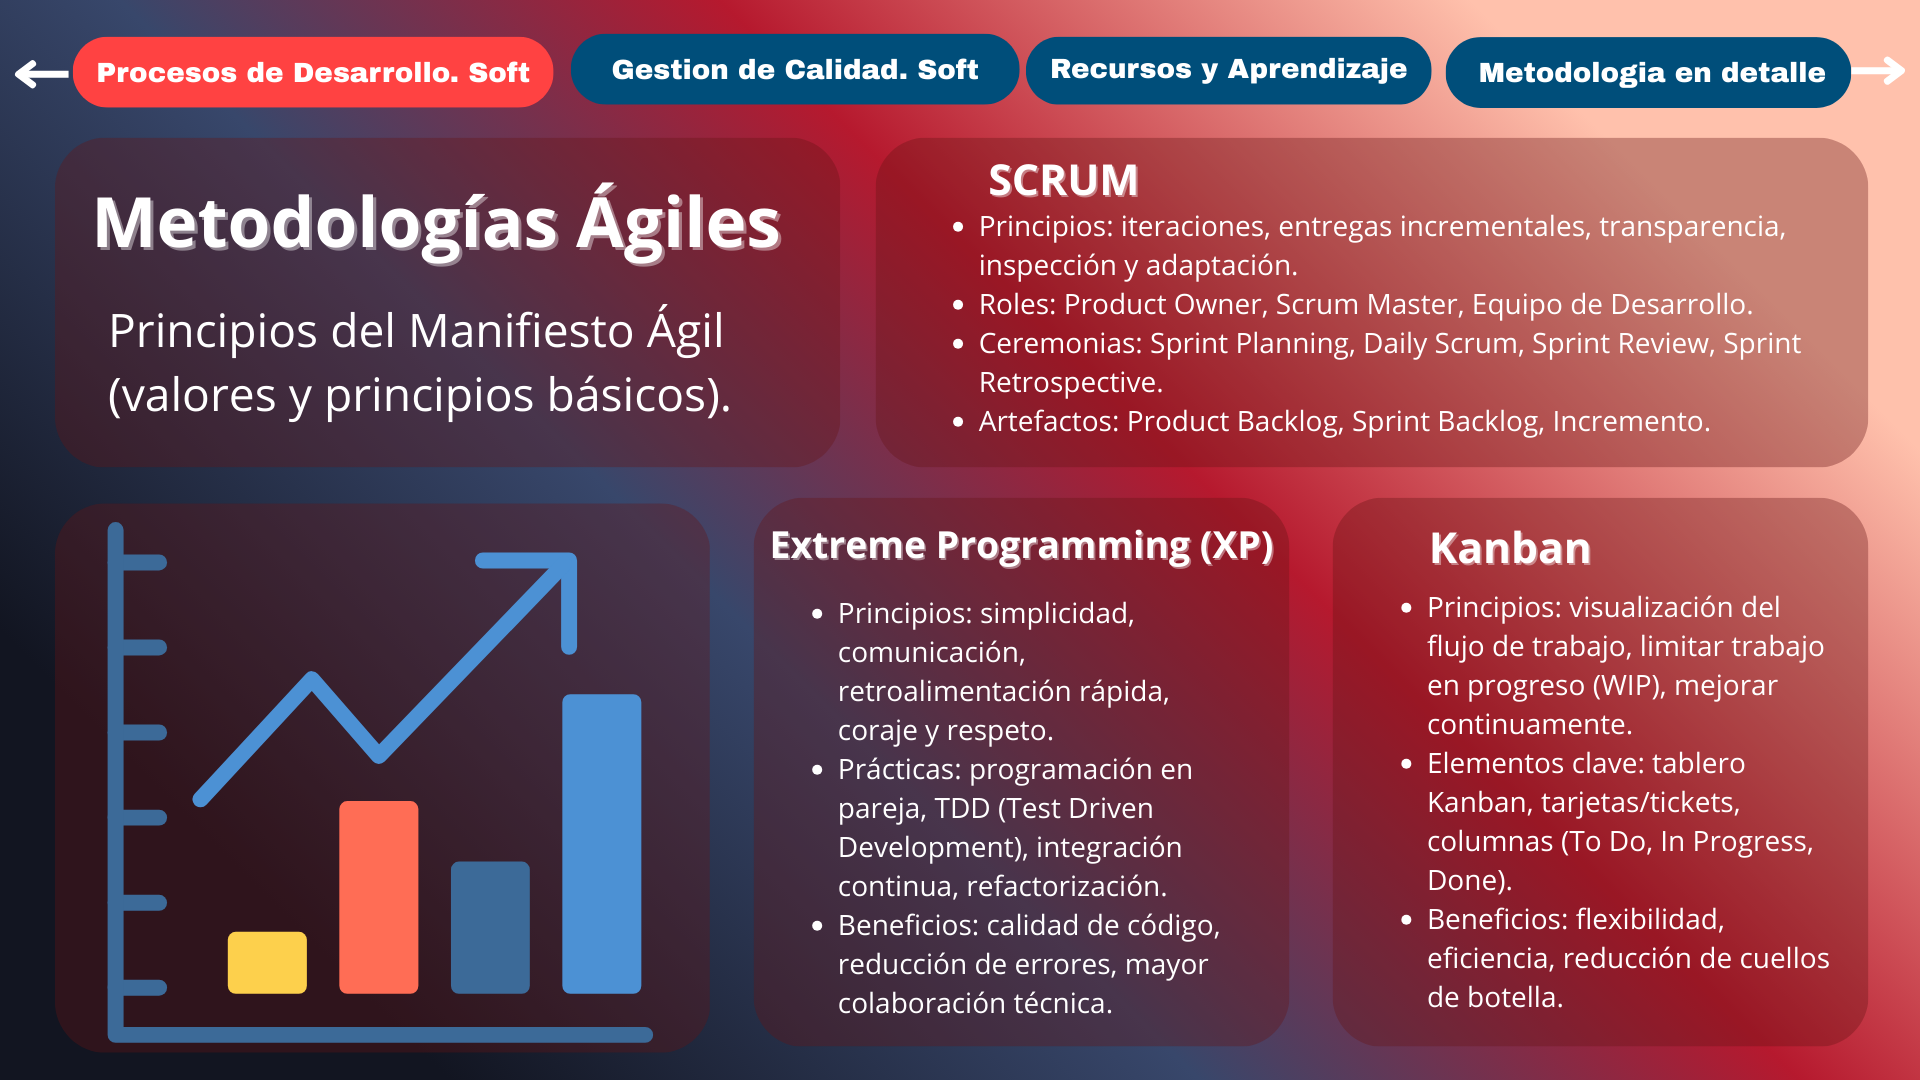 Procesos de Desarrollo. Soft
Gestion de Calidad. Soft
Recursos y Aprendizaje
Metodologia en detalle
Metodologías Ágiles
Principios del Manifiesto Ágil
(valores y principios básicos).
SCRUM
• Principios: iteraciones, entregas incrementales, transparencia,
inspección y adaptación.
• Roles: Product Owner, Scrum Master, Equipo de Desarrollo.
• Ceremonias: Sprint Planning, Daily Scrum, Sprint Review, Sprint
Retrospective.
• Artefactos: Product Backlog, Sprint Backlog, Incremento.
Extreme Programming (XP)
• Principios: simplicidad,
comunicación,
retroalimentación rápida,
coraje y respeto.
• Prácticas: programación en
pareja, TDD (Test Driven
Development), integración
continua, refactorización.
• Beneficios: calidad de código,
reducción de errores, mayor
colaboración técnica.
Kanban
• Principios: visualización del
flujo de trabajo, limitar trabajo
en progreso (WIP), mejorar
continuamente.
• Elementos clave: tablero
Kanban, tarjetas/tickets,
columnas (To Do, In Progress,
Done).
• Beneficios: flexibilidad,
eficiencia, reducción de cuellos
de botella.